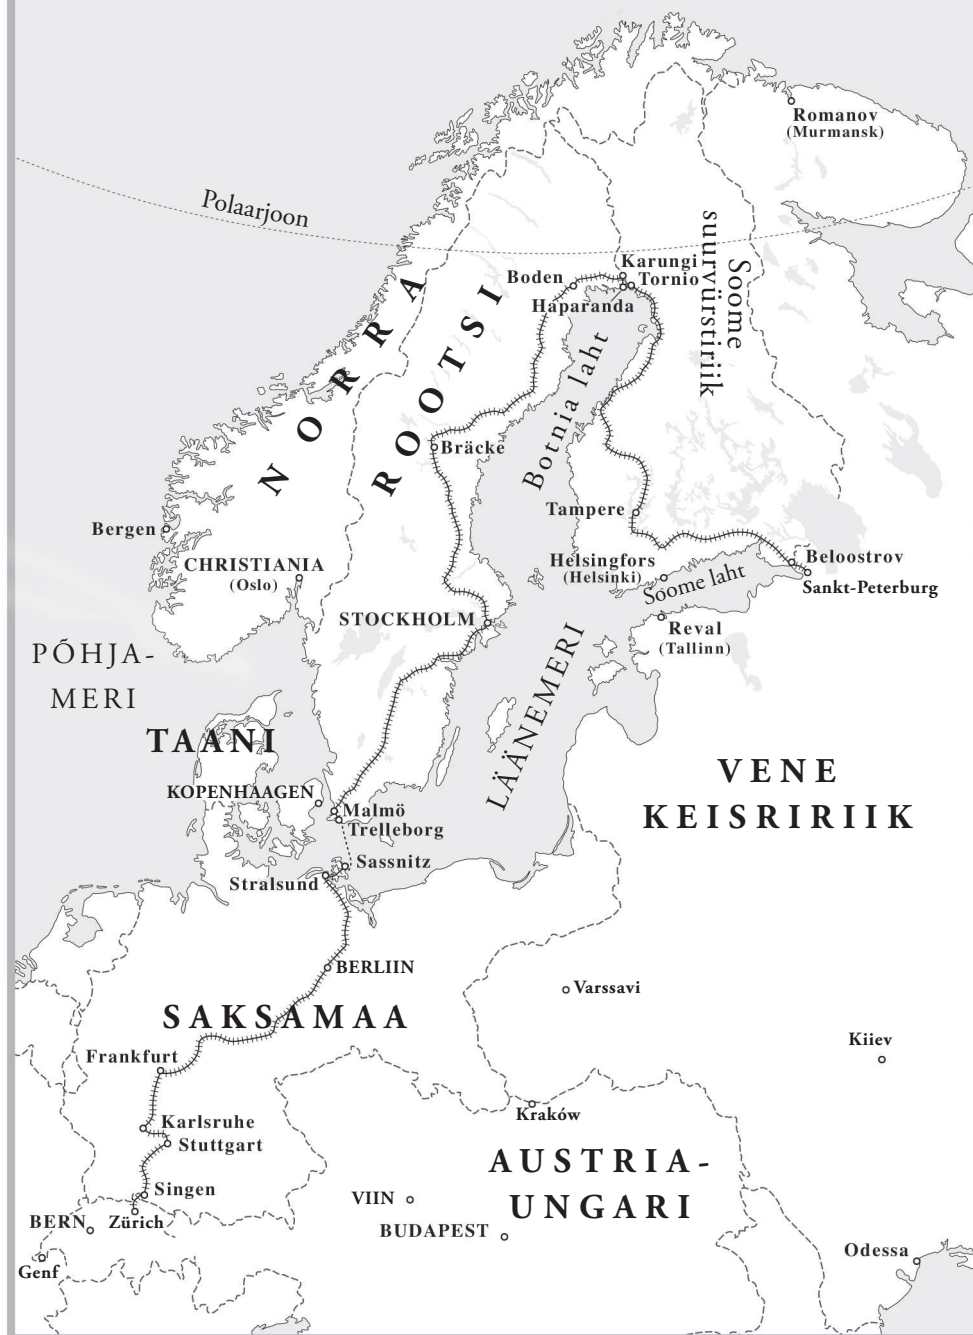 Romanov
(Murmansk)
Polaarjoon
Soome
suurvürstiriik
Karungi
Boden
Tornio
Haparanda
NORRA
ROOTSI
Botnia laht
Bräcke
Tampere
Bergen
CHRISTIANIA
(Oslo)
Helsingfors
(Helsinki)
Soome laht
Beloostrov
Sankt-Peterburg
STOCKHOLM
Reval
(Tallinn)
PÕHJA-
MERI
LÄÄNEMERI
TAANI
VENE
KEISRIRIIK
KOPENHAAGEN
Malmö
Trelleborg
Sassnitz
Stralsund
BERLIIN
Varssavi
SAKSAMAA
Kiiev
Frankfurt
Kraków
Karlsruhe
Stuttgart
AUSTRIA-
UNGARI
Singen
VIIN
BERN
Zürich
BUDAPEST
Odessa
Genf